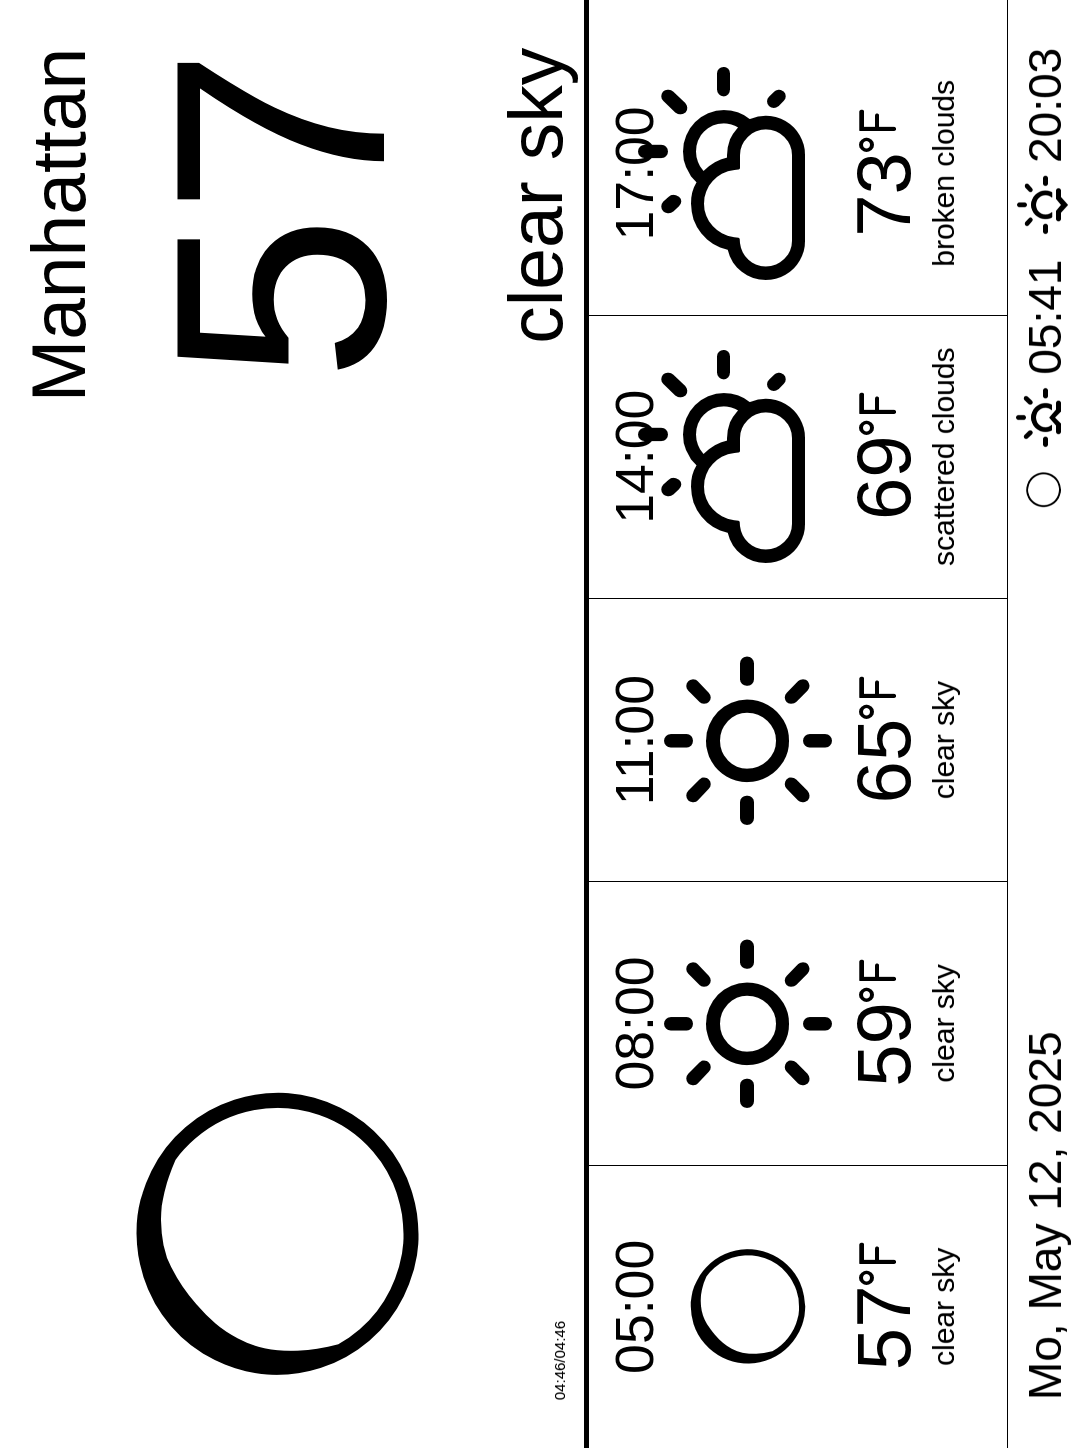 Manhattan
57
clear sky
04:46/04:46
05:00
57°F
clear sky
08:00
59°F
clear sky
11:00
65°F
clear sky
14:00
69°F
scattered clouds
17:00
73°F
broken clouds
Mo, May 12, 2025
05:41 20:03